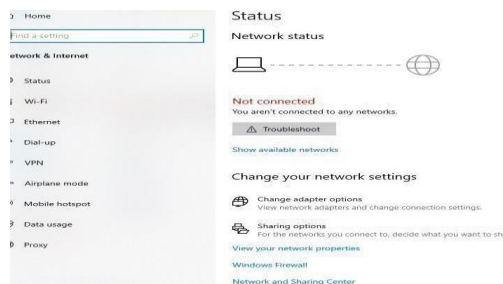 Home
Find a setting
etwork & Internet
Status
Wi-Fi
Ethernet
Dial-up
VPN
Airplane mode
Mobile hotspot
Data usage
Proxy
Status
Network status
Not connected
You aren't connected to any networks.
Troubleshoot
Show available networks
Change your network settings
Change adapter options
View network adapters and change connection settings.
Sharing options
For the networks you connect to, decide what you want to sh
View your network properties
Windows Firewall
Network and Sharing Center